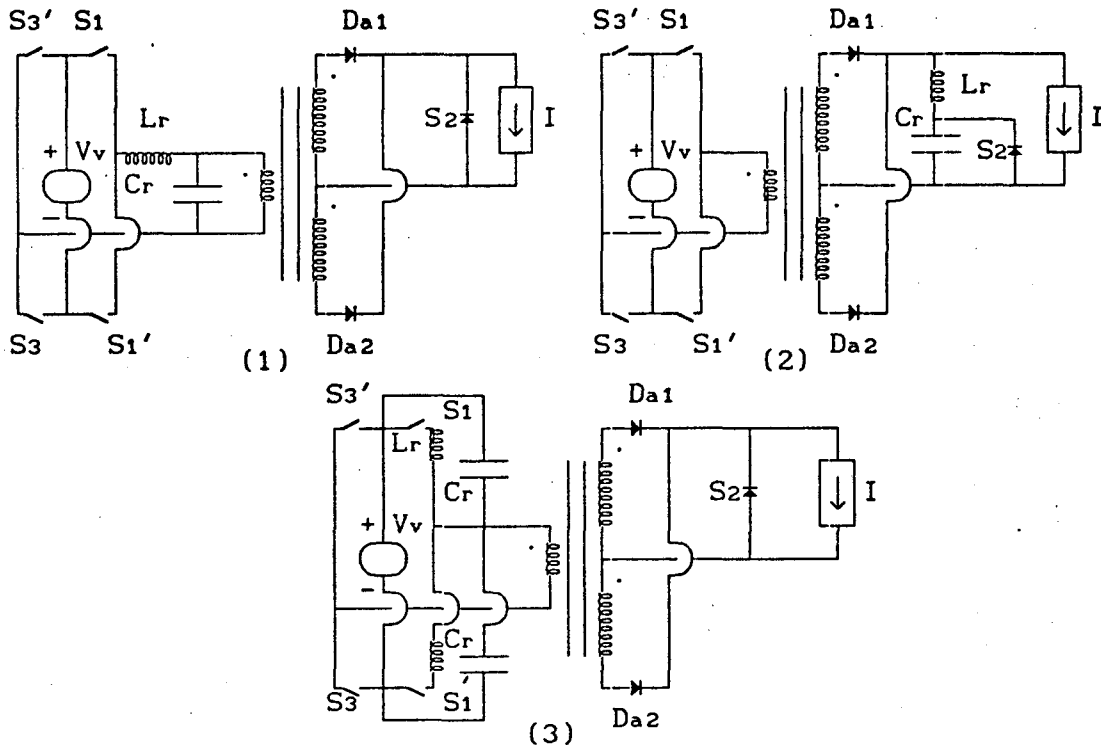 S3' S1 Da1
Lr
+ Vv
Cr
S2 I
-
S3 S1' Da2
(1)
S3' S1 Da1
Lr
Cr
+ Vv
S2 I
-
S3 S1' Da2
(2)
S3' S1 Da1
Lr
Cr
S2 I
+ Vv
-
Cr
S3 S1' Da2
(3)